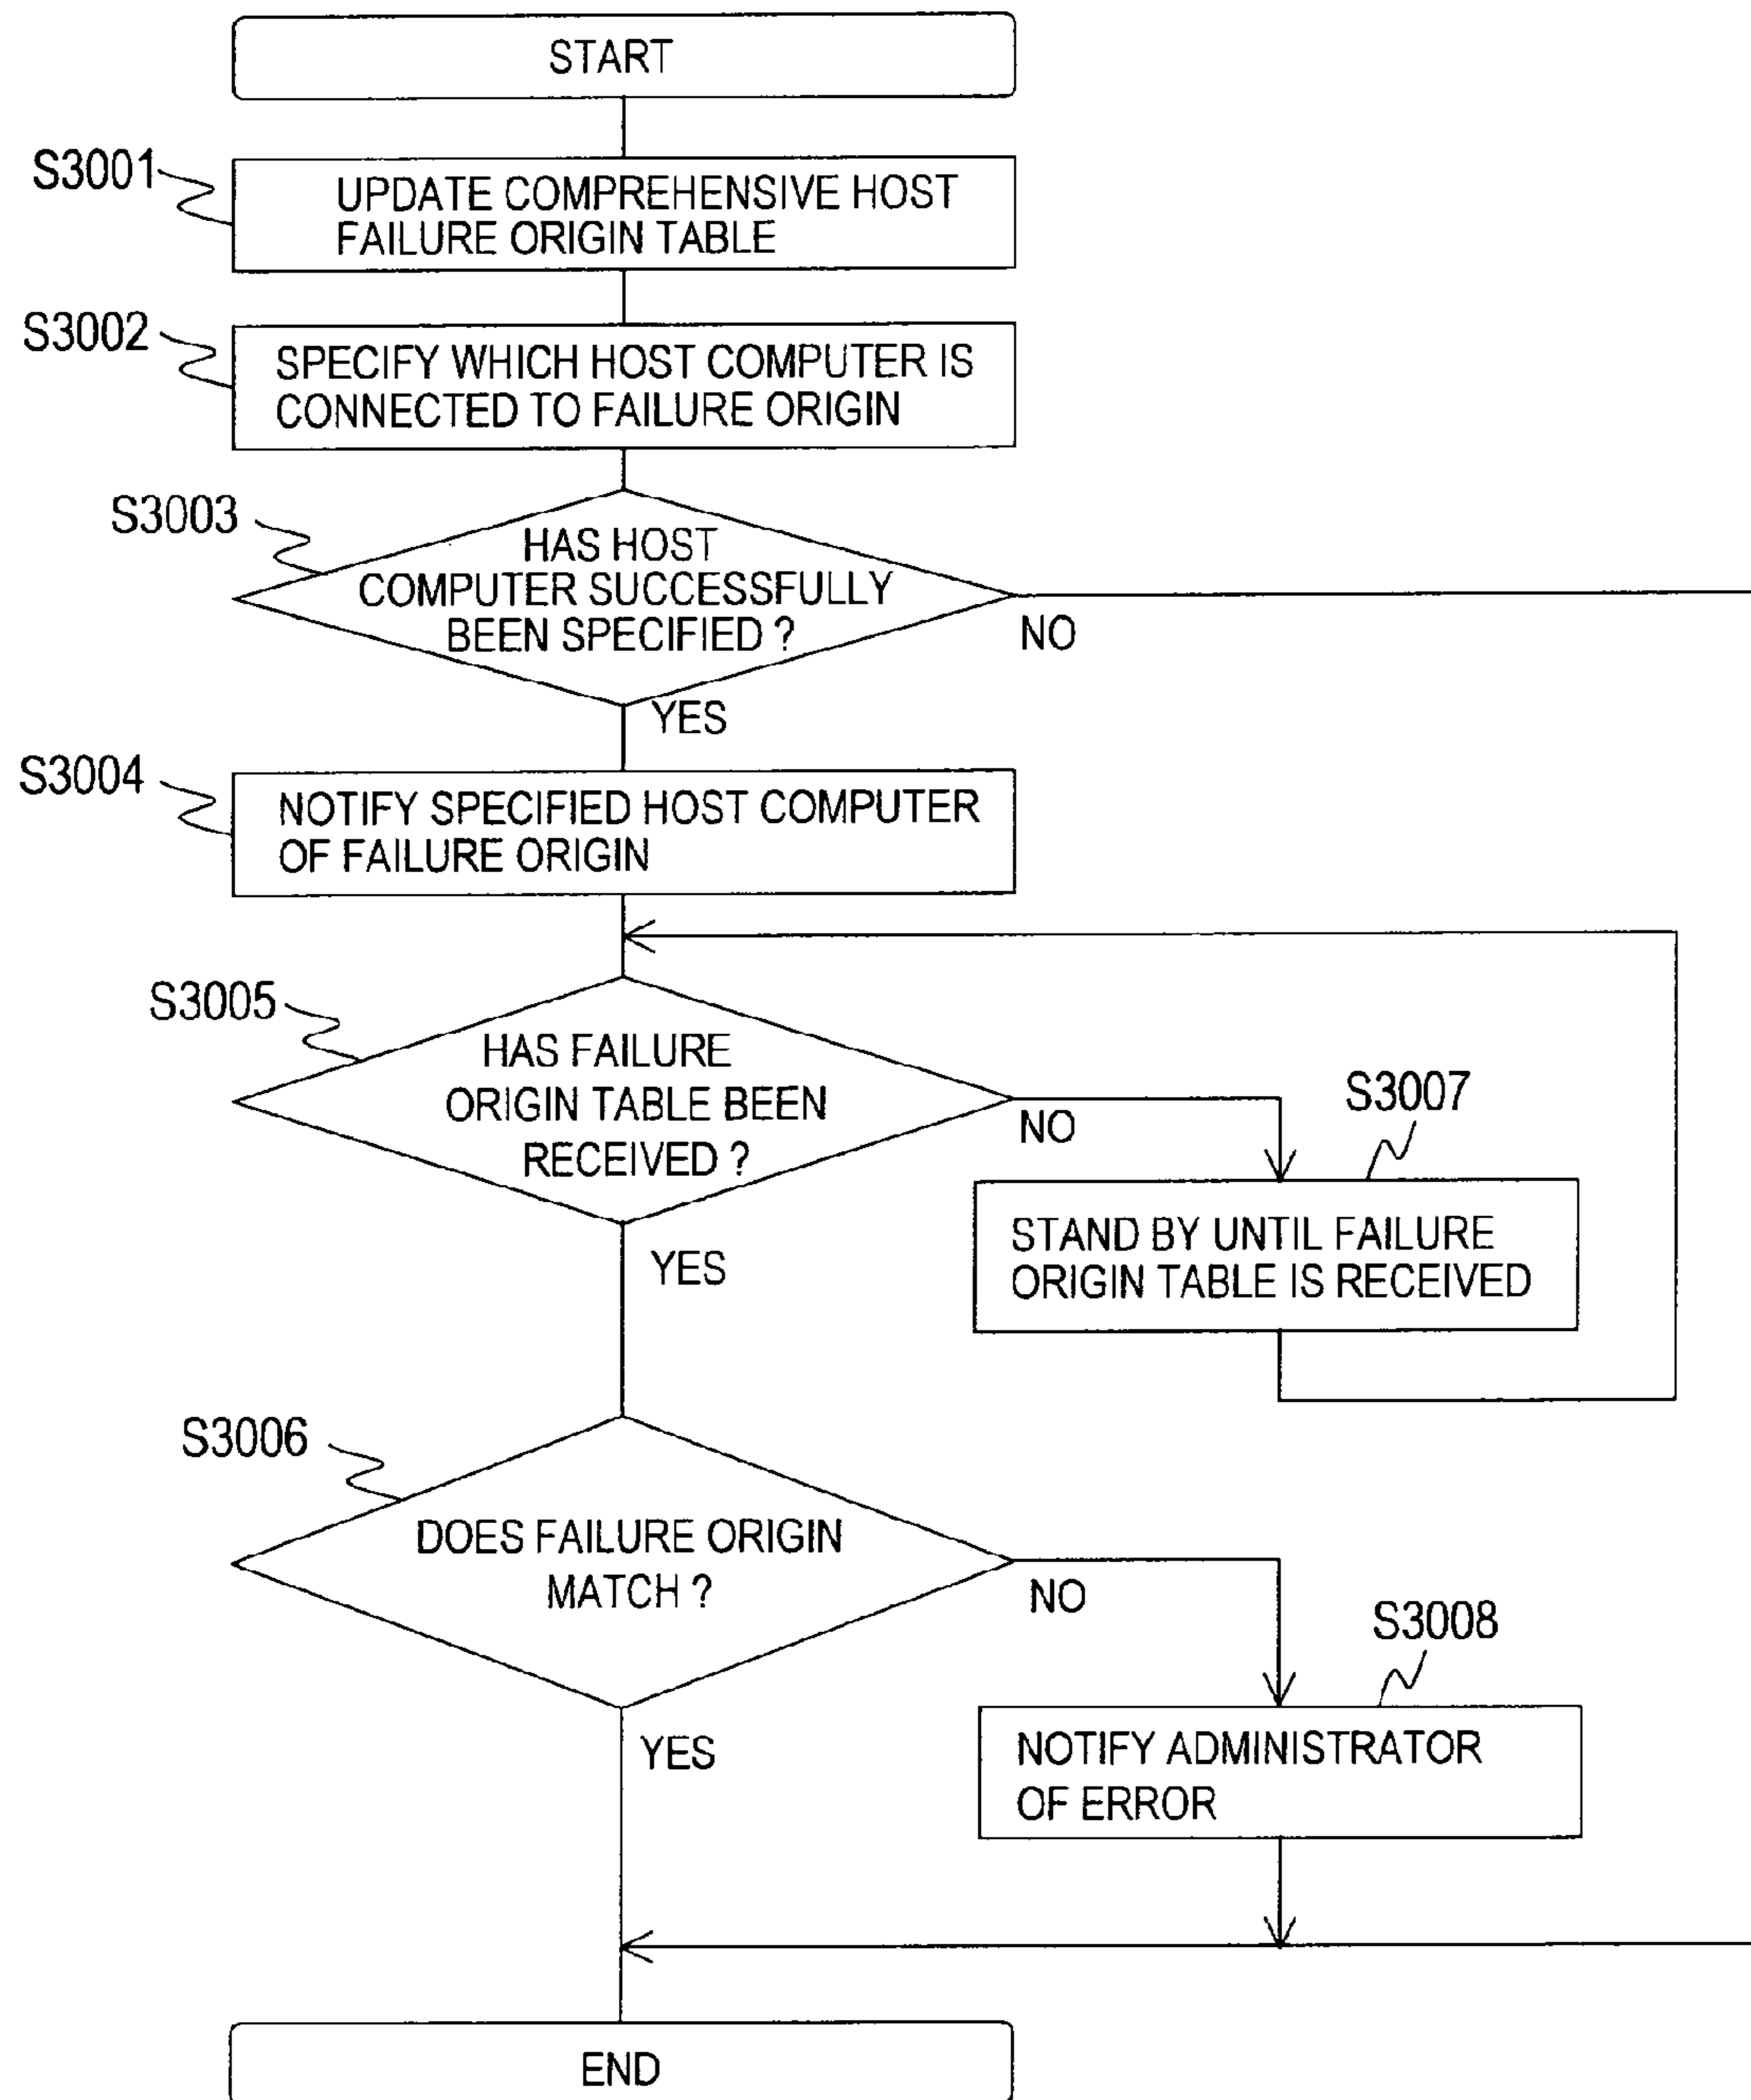 START
S3001
UPDATE COMPREHENSIVE HOST
FAILURE ORIGIN TABLE
S3002
SPECIFY WHICH HOST COMPUTER IS
CONNECTED TO FAILURE ORIGIN
S3003
HAS HOST
COMPUTER SUCCESSFULLY
BEEN SPECIFIED ?
NO
YES
S3004
NOTIFY SPECIFIED HOST COMPUTER
OF FAILURE ORIGIN
S3005
HAS FAILURE
ORIGIN TABLE BEEN
RECEIVED ?
NO
YES
S3007
STAND BY UNTIL FAILURE
ORIGIN TABLE IS RECEIVED
S3006
DOES FAILURE ORIGIN
MATCH ?
NO
YES
S3008
NOTIFY ADMINISTRATOR
OF ERROR
END